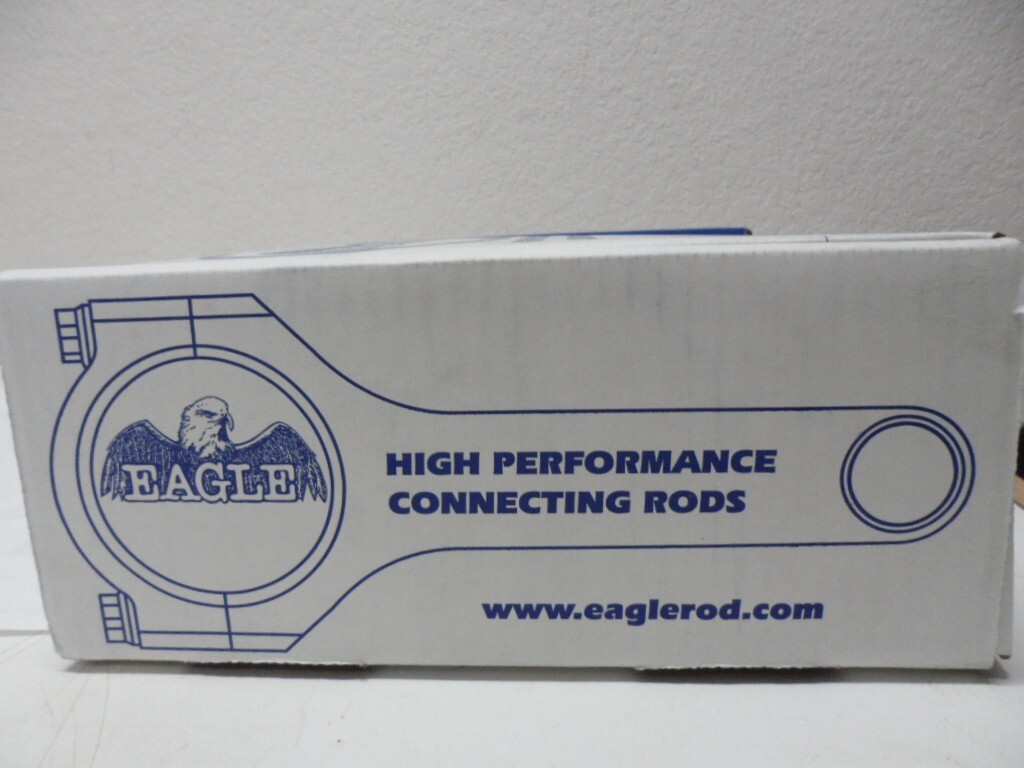 EAGLE
HIGH PERFORMANCE
CONNECTING RODS
www.eaglerod.com